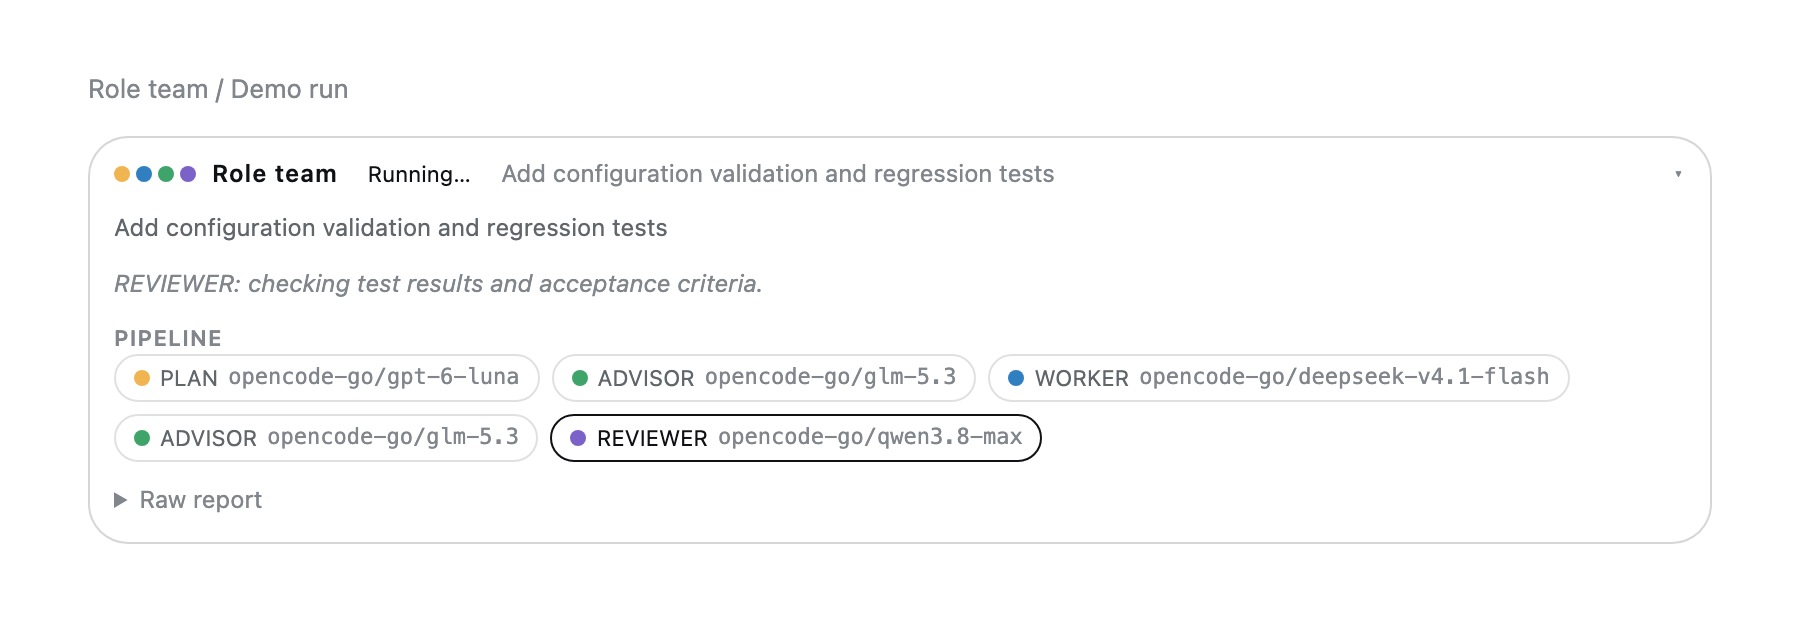 Role team / Demo run
Role team Running... Add configuration validation and regression tests
Add configuration validation and regression tests
REVIEWER: checking test results and acceptance criteria.
PIPELINE
PLAN opencode-go/gpt-6-luna ADVISOR opencode-go/glm-5.3 WORKER opencode-go/deepseek-v4.1-flash
ADVISOR opencode-go/glm-5.3 REVIEWER opencode-go/qwen3.8-max
Raw report